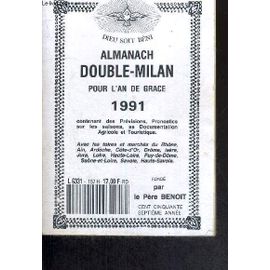 DIEU SOIT BÉNI
ALMANACH
DOUBLE-MILAN
POUR L'AN DE GRACE
1991
contenant des Prévisions, Pronostics
sur les saisons, sa Documentation
Agricole et Touristique.
Avec les foires et marchés du Rhône,
Ain, Ardèche, Côte-d'Or, Drôme, Isère,
Jura, Loire, Haute-Loire, Puy-de-Dôme,
Saône-et-Loire, Savoie, Haute-Savoie.
17,00 F
FONDÉ
par
le Père BENOIT
CENT CINQUANTE
SEPTIÈME ANNÉE